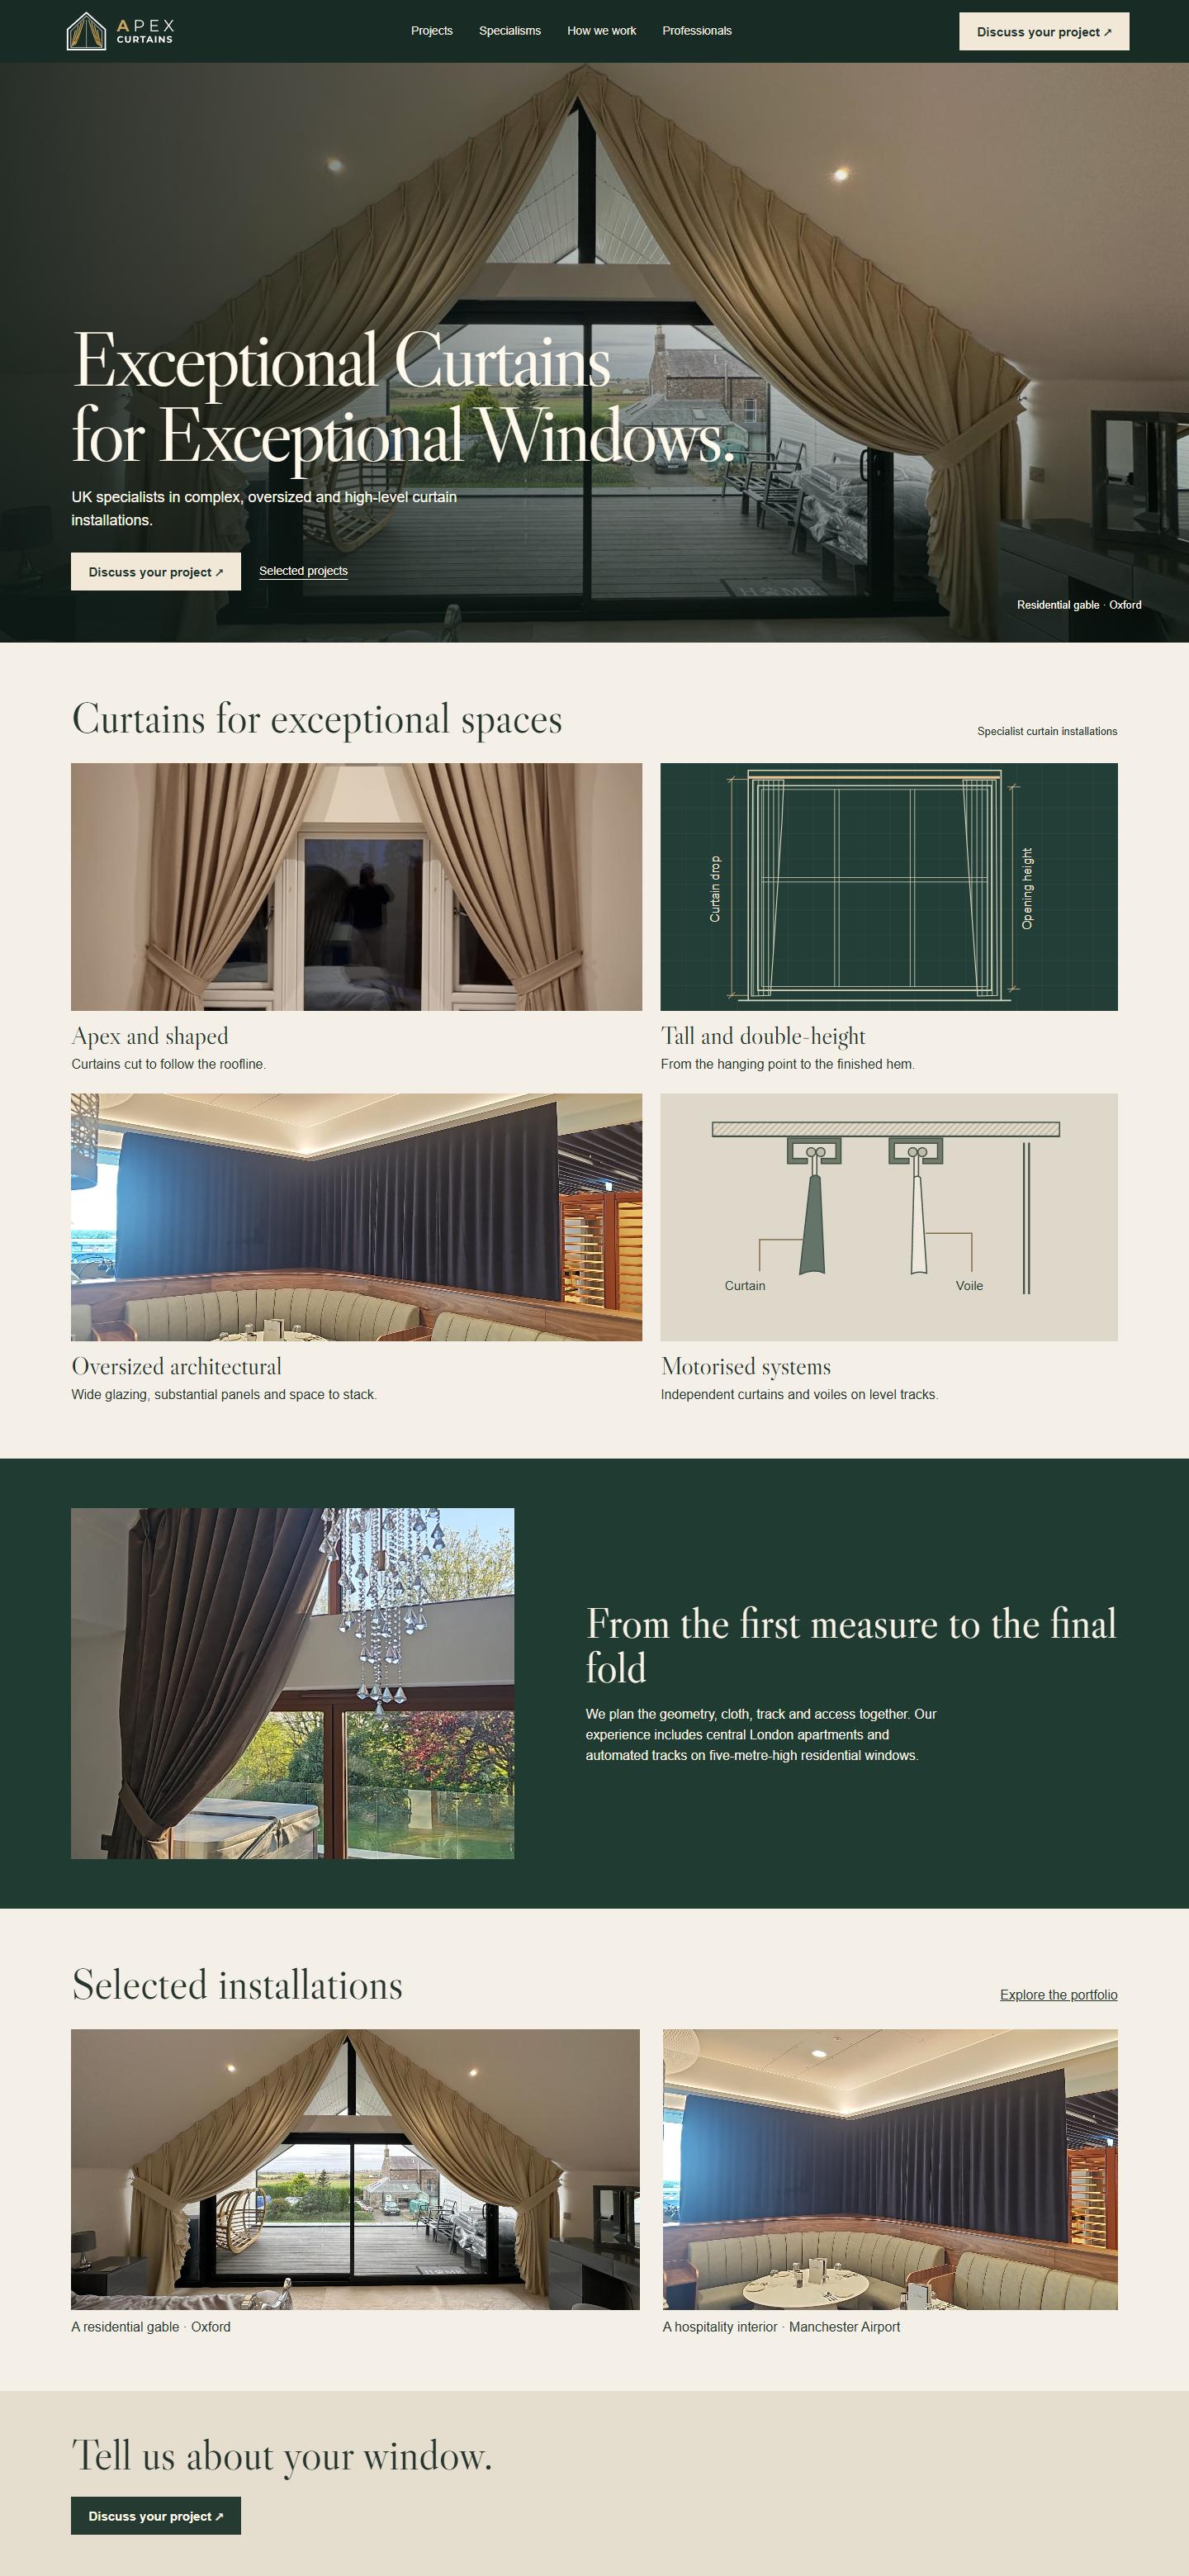 APEX
CURTAINS
Projects
Specialisms
How we work
Professionals
Discuss your project ↗
Exceptional Curtains
for Exceptional Windows.
UK specialists in complex, oversized and high-level curtain
installations.
Discuss your project ↗
Selected projects
HOME
Residential gable · Oxford
Curtains for exceptional spaces
Specialist curtain installations
Curtain drop
Opening height
Apex and shaped
Curtains cut to follow the roofline.
Tall and double-height
From the hanging point to the finished hem.
Curtain
Voile
Oversized architectural
Wide glazing, substantial panels and space to stack.
Motorised systems
Independent curtains and voiles on level tracks.
From the first measure to the final
fold
We plan the geometry, cloth, track and access together. Our
experience includes central London apartments and
automated tracks on five-metre-high residential windows.
Selected installations
Explore the portfolio
A residential gable · Oxford
A hospitality interior · Manchester Airport
Tell us about your window.
Discuss your project ↗